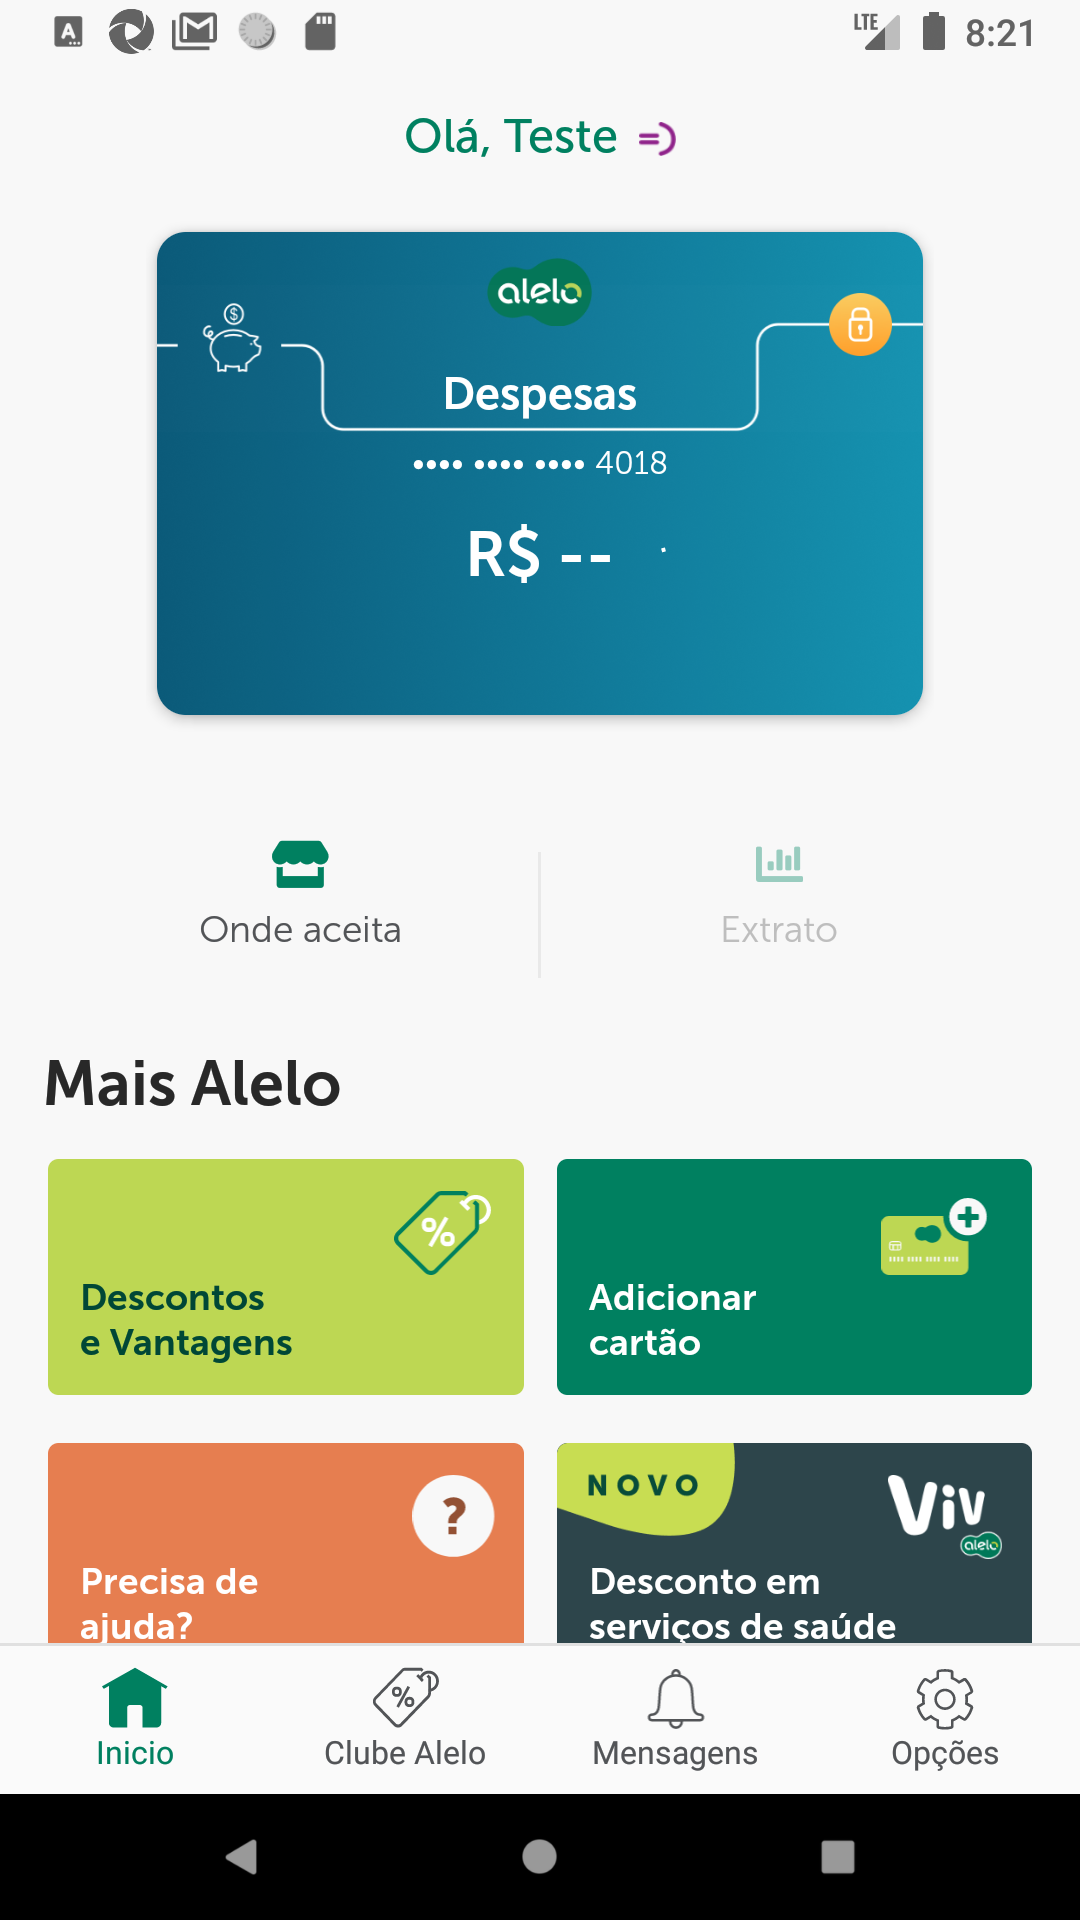 LTE 8:21
Olá, Teste =)
alelo
Despesas
•••• •••• •••• 4018
R$ --
Onde aceita
Extrato
Mais Alelo
%
Descontos
e Vantagens
Adicionar
cartão
?
Precisa de
ajuda?
NOVO
Viv
alelo
Desconto em
serviços de saúde
Inicio
Clube Alelo
Mensagens
Opções